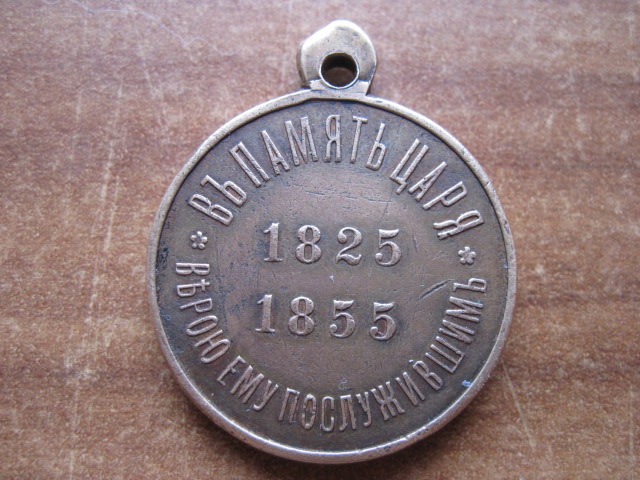 ВЪ ПАМЯТЬ ЦАРЯ
1825
1855
ВѢРОЮ ЕМУ ПОСЛУЖИВШИМЪ